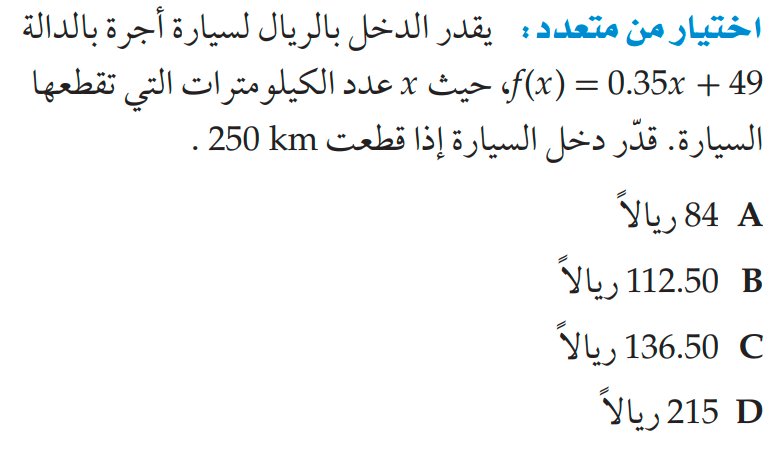 اختيار من متعدد: يقدر الدخل بالريال لسيارة أجرة بالدالة
f(x) = 0.35x + 49، حيث x عدد الكيلومترات التي تقطعها
السيارة. قدّر دخل السيارة إذا قطعت 250 km .
A 84 ريالاً
B 112.50 ريالاً
C 136.50 ريالاً
D 215 ريالاً